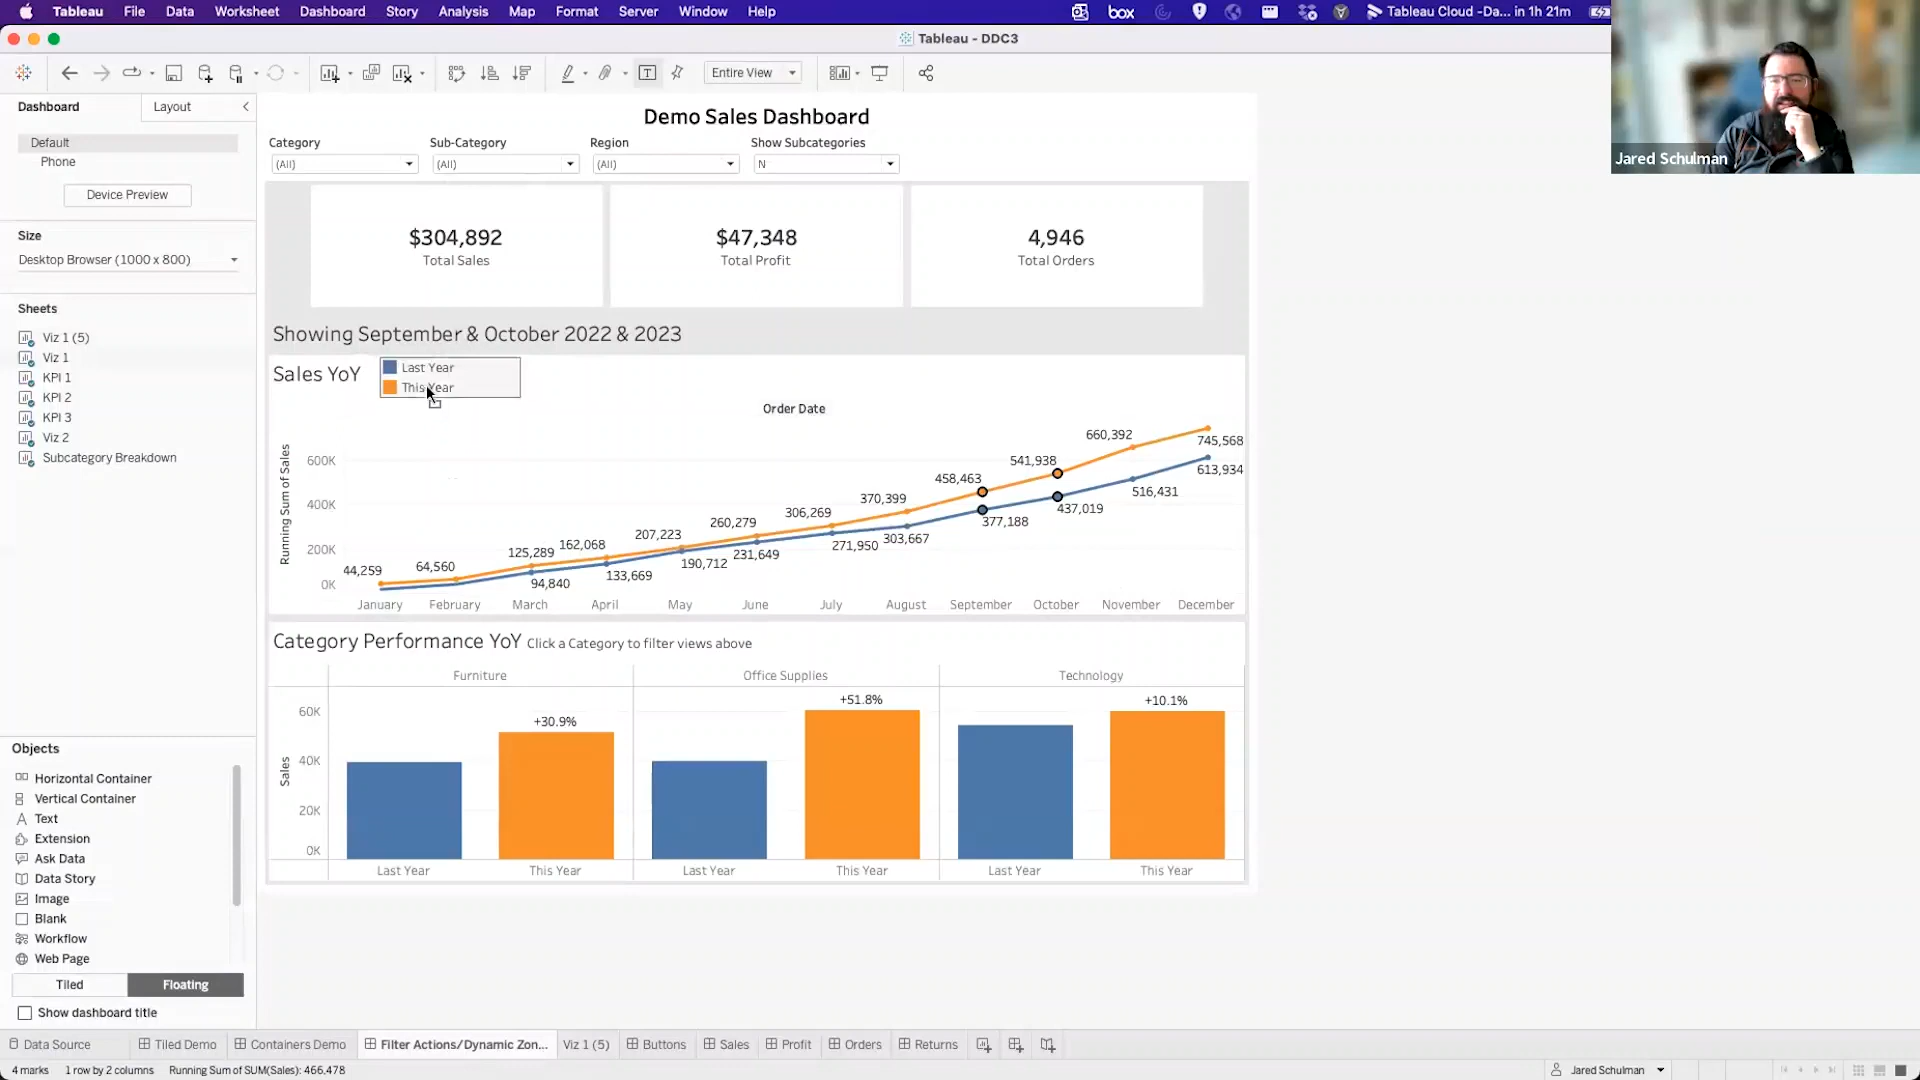 Tableau File Data Worksheet Dashboard Story Analysis Map Format Server Window Help
box
Tableau Cloud -Da... in 1h 21m
Tableau - DDC3
Entire View
Dashboard Layout
Default
Phone
Device Preview
Size
Desktop Browser (1000 x 800)
Sheets
Viz 1 (5)
Viz 1
KPI 1
KPI 2
KPI 3
Viz 2
Subcategory Breakdown
Objects
Horizontal Container
Vertical Container
Text
Extension
Ask Data
Data Story
Image
Blank
Workflow
Web Page
Tiled Floating
Show dashboard title
Demo Sales Dashboard
Category Sub-Category Region Show Subcategories
(All) (All) (All) N
$304,892 $47,348 4,946
Total Sales Total Profit Total Orders
Showing September & October 2022 & 2023
Sales YoY
Last Year
This Year
Order Date
Running Sum of Sales
600K
400K
200K
0K
44,259 64,560 125,289 162,068 207,223 260,279 306,269 370,399 458,463 541,938 660,392 745,568
94,840 133,669 190,712 231,649 271,950 303,667 377,188 437,019 516,431 613,934
January February March April May June July August September October November December
Category Performance YoY Click a Category to filter views above
Furniture Office Supplies Technology
Sales
60K
40K
20K
0K
+30.9% +51.8% +10.1%
Last Year This Year Last Year This Year Last Year This Year
Jared Schulman
Data Source Tiled Demo Containers Demo Filter Actions/Dynamic Zon... Viz 1 (5) Buttons Sales Profit Orders Returns
4 marks 1 row by 2 columns Running Sum of SUM(Sales): 466,478
Jared Schulman